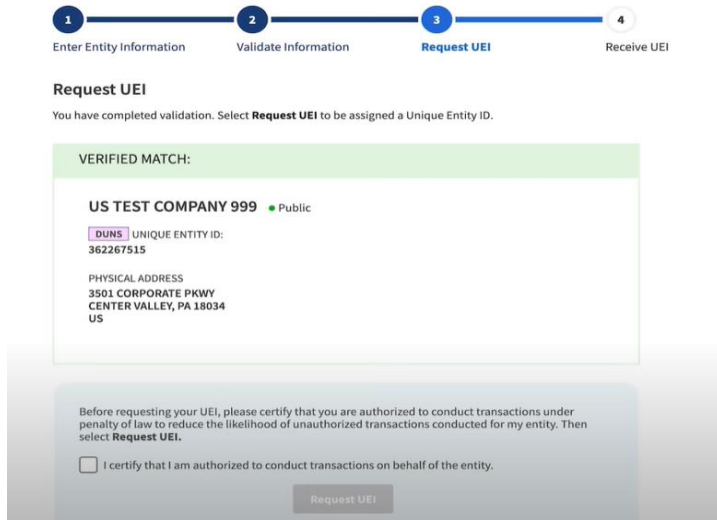 1
2
3
4
Enter Entity Information
Validate Information
Request UEI
Receive UEI
Request UEI
You have completed validation. Select Request UEI to be assigned a Unique Entity ID.
VERIFIED MATCH:
US TEST COMPANY 999 • Public
DUNS UNIQUE ENTITY ID:
362267515
PHYSICAL ADDRESS
3501 CORPORATE PKWY
CENTER VALLEY, PA 18034
US
Before requesting your UEI, please certify that you are authorized to conduct transactions under
penalty of law to reduce the likelihood of unauthorized transactions conducted for my entity. Then
select Request UEI.
I certify that I am authorized to conduct transactions on behalf of the entity.
Request UEI